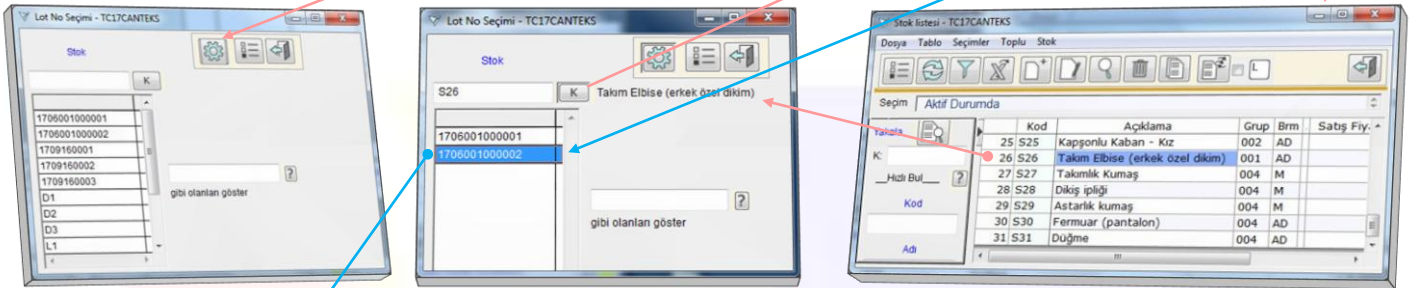 Lot No Seçimi - TC17CANTEKS
Stok
K
1706001000001
1706001000002
1709160001
1709160002
1709160003
D1
D2
D3
L1
?
gibi olanları göster
Lot No Seçimi - TC17CANTEKS
Stok
S26
K
Takım Elbise (erkek özel dikim)
1706001000001
1706001000002
?
gibi olanları göster
Stok listesi - TC17CANTEKS
Dosya Tablo Seçimler Toplu Stok
L
Seçim Aktif Durumda
Yakala
K:
__Hızlı Bul__ ?
Kod
Adı
Kod Açıklama Grup Brm Satış Fiy.
25 S25 Kapşonlu Kaban - Kız 002 AD
26 S26 Takım Elbise (erkek özel dikim) 001 AD
27 S27 Takımlık Kumaş 004 M
28 S28 Dikiş ipliği 004 M
29 S29 Astarlık kumaş 004 M
30 S30 Fermuar (pantalon) 004 AD
31 S31 Düğme 004 AD